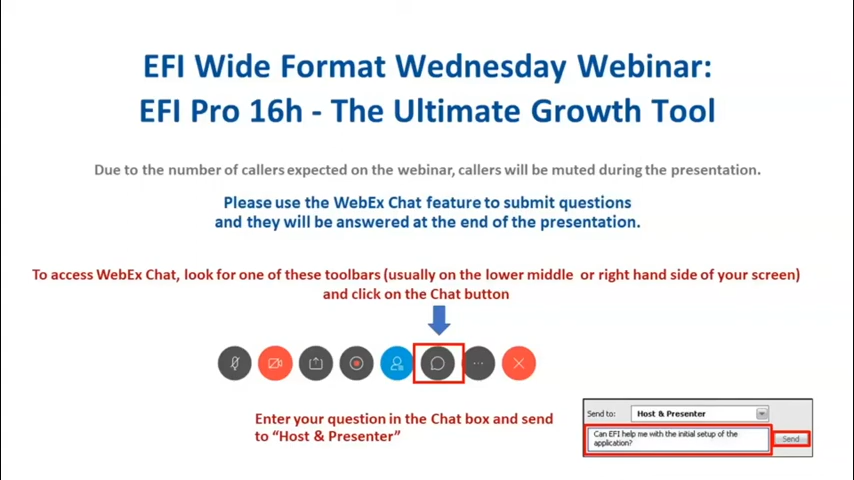 EFI Wide Format Wednesday Webinar:
EFI Pro 16h - The Ultimate Growth Tool
Due to the number of callers expected on the webinar, callers will be muted during the presentation.
Please use the WebEx Chat feature to submit questions
and they will be answered at the end of the presentation.
To access WebEx Chat, look for one of these toolbars (usually on the lower middle or right hand side of your screen)
and click on the Chat button
Enter your question in the Chat box and send
to “Host & Presenter”
Send to: Host & Presenter
Can EFI help me with the initial setup of the
application?
Send